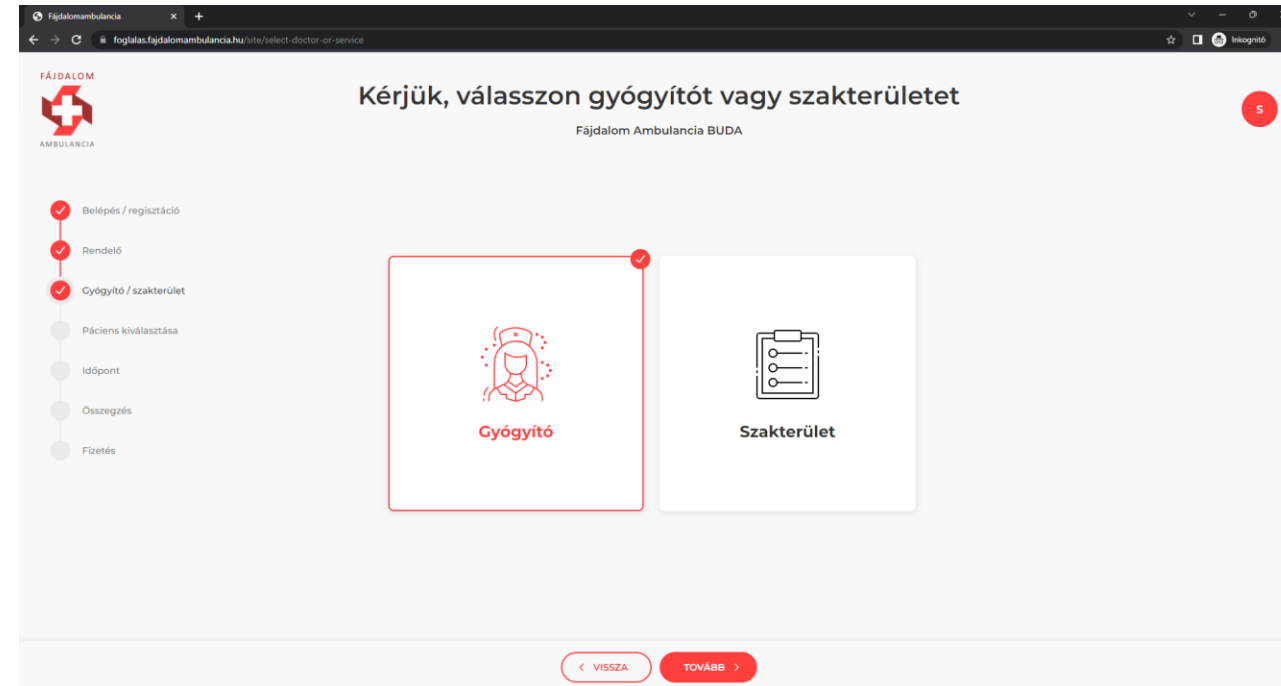 Fájdalomambulancia
foglalas.fajdalomambulancia.hu/site/select-doctor-or-service
Inkognitó
FÁJDALOM
AMBULANCIA
Kérjük, válasszon gyógyítót vagy szakterületet
Fájdalom Ambulancia BUDA
S
Belépés / regisztáció
Rendelő
Gyógyító / szakterület
Páciens kiválasztása
Időpont
Összegzés
Fizetés
Gyógyító
Szakterület
VISSZA
TOVÁBB